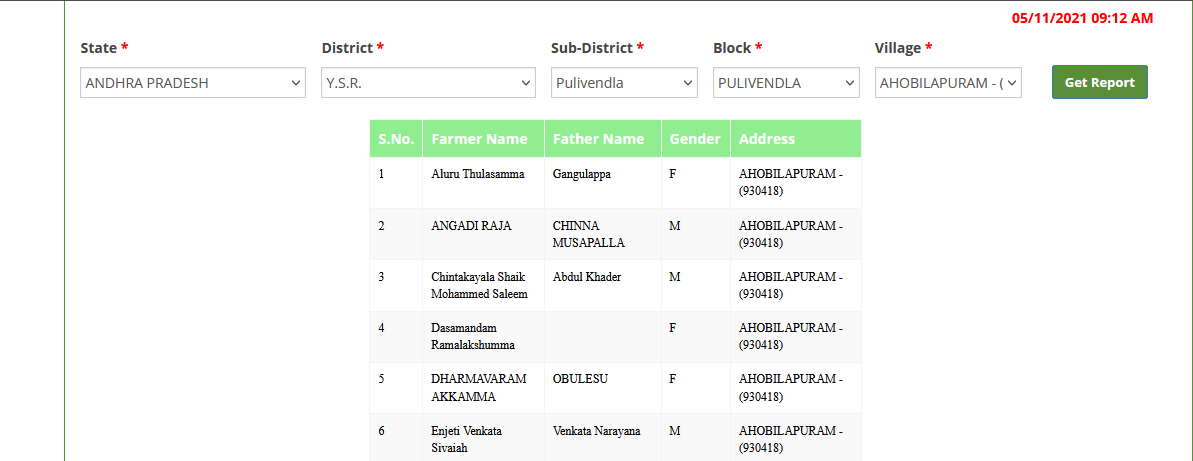 05/11/2021 09:12 AM
State * District * Sub-District * Block * Village *
ANDHRA PRADESH Y.S.R. Pulivendla PULIVENDLA AHOBILAPURAM - ( Get Report
S.No. Farmer Name Father Name Gender Address
1 Aluru Thulasamma Gangulappa F AHOBILAPURAM -
(930418)
2 ANGADI RAJA CHINNA M AHOBILAPURAM -
MUSAPALLA (930418)
3 Chintakayala Shaik Abdul Khader M AHOBILAPURAM -
Mohammed Saleem (930418)
4 Dasamandam F AHOBILAPURAM -
Ramalakshumma (930418)
5 DHARMAVARAM OBULESU F AHOBILAPURAM -
AKKAMMA (930418)
6 Enjeti Venkata Venkata Narayana M AHOBILAPURAM -
Sivaiah (930418)